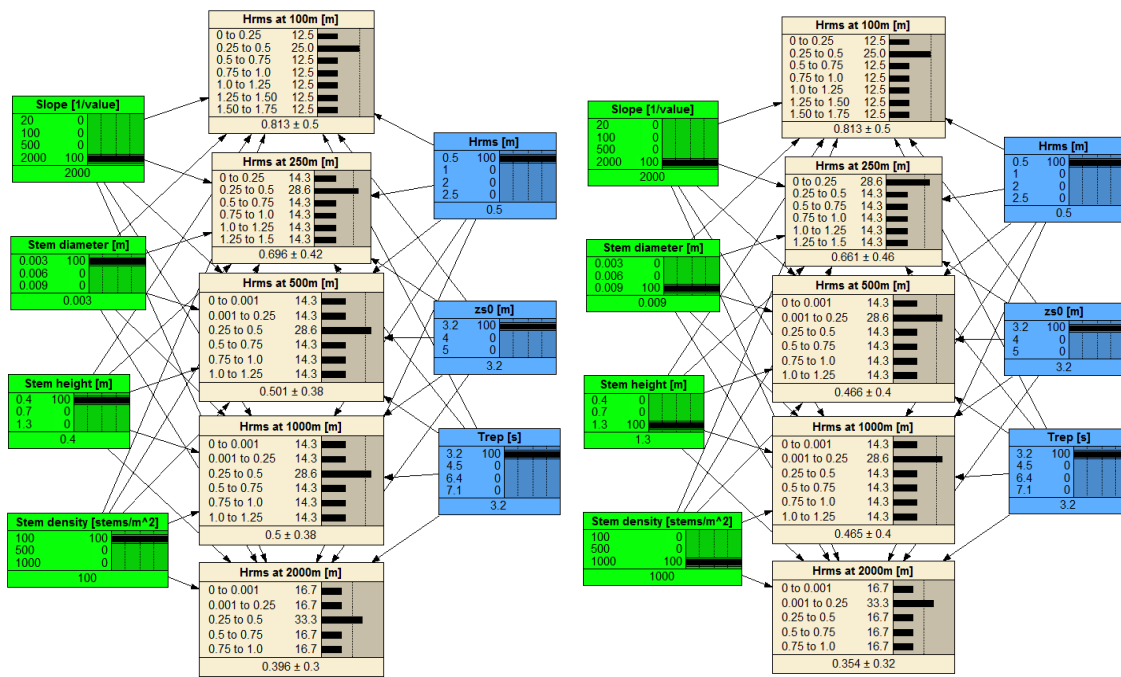 Hrms at 100m [m]
0 to 0.25 12.5
0.25 to 0.5 25.0
0.5 to 0.75 12.5
0.75 to 1.0 12.5
1.0 to 1.25 12.5
1.25 to 1.50 12.5
1.50 to 1.75 12.5
0.813 ± 0.5
Slope [1/value]
20 0
100 0
500 0
2000 100
2000
Hrms [m]
0.5 100
1 0
2 0
2.5 0
0.5
Hrms at 250m [m]
0 to 0.25 14.3
0.25 to 0.5 28.6
0.5 to 0.75 14.3
0.75 to 1.0 14.3
1.0 to 1.25 14.3
1.25 to 1.5 14.3
0.696 ± 0.42
Stem diameter [m]
0.003 100
0.006 0
0.009 0
0.003
Hrms at 500m [m]
0 to 0.001 14.3
0.001 to 0.25 14.3
0.25 to 0.5 28.6
0.5 to 0.75 14.3
0.75 to 1.0 14.3
1.0 to 1.25 14.3
0.501 ± 0.38
zs0 [m]
3.2 100
4 0
5 0
3.2
Stem height [m]
0.4 100
0.7 0
1.3 0
0.4
Hrms at 1000m [m]
0 to 0.001 14.3
0.001 to 0.25 14.3
0.25 to 0.5 28.6
0.5 to 0.75 14.3
0.75 to 1.0 14.3
1.0 to 1.25 14.3
0.5 ± 0.38
Trep [s]
3.2 100
4.5 0
6.4 0
7.1 0
3.2
Stem density [stems/m^2]
100 100
500 0
1000 0
100
Hrms at 2000m [m]
0 to 0.001 16.7
0.001 to 0.25 16.7
0.25 to 0.5 33.3
0.5 to 0.75 16.7
0.75 to 1.0 16.7
0.396 ± 0.3
Hrms at 100m [m]
0 to 0.25 12.5
0.25 to 0.5 25.0
0.5 to 0.75 12.5
0.75 to 1.0 12.5
1.0 to 1.25 12.5
1.25 to 1.50 12.5
1.50 to 1.75 12.5
0.813 ± 0.5
Slope [1/value]
20 0
100 0
500 0
2000 100
2000
Hrms [m]
0.5 100
1 0
2 0
2.5 0
0.5
Hrms at 250m [m]
0 to 0.25 28.6
0.25 to 0.5 14.3
0.5 to 0.75 14.3
0.75 to 1.0 14.3
1.0 to 1.25 14.3
1.25 to 1.5 14.3
0.661 ± 0.46
Stem diameter [m]
0.003 0
0.006 0
0.009 100
0.009
Hrms at 500m [m]
0 to 0.001 14.3
0.001 to 0.25 28.6
0.25 to 0.5 14.3
0.5 to 0.75 14.3
0.75 to 1.0 14.3
1.0 to 1.25 14.3
0.466 ± 0.4
zs0 [m]
3.2 100
4 0
5 0
3.2
Stem height [m]
0.4 0
0.7 0
1.3 100
1.3
Hrms at 1000m [m]
0 to 0.001 14.3
0.001 to 0.25 28.6
0.25 to 0.5 14.3
0.5 to 0.75 14.3
0.75 to 1.0 14.3
1.0 to 1.25 14.3
0.465 ± 0.4
Trep [s]
3.2 100
4.5 0
6.4 0
7.1 0
3.2
Stem density [stems/m^2]
100 0
500 0
1000 100
1000
Hrms at 2000m [m]
0 to 0.001 16.7
0.001 to 0.25 33.3
0.25 to 0.5 16.7
0.5 to 0.75 16.7
0.75 to 1.0 16.7
0.354 ± 0.32